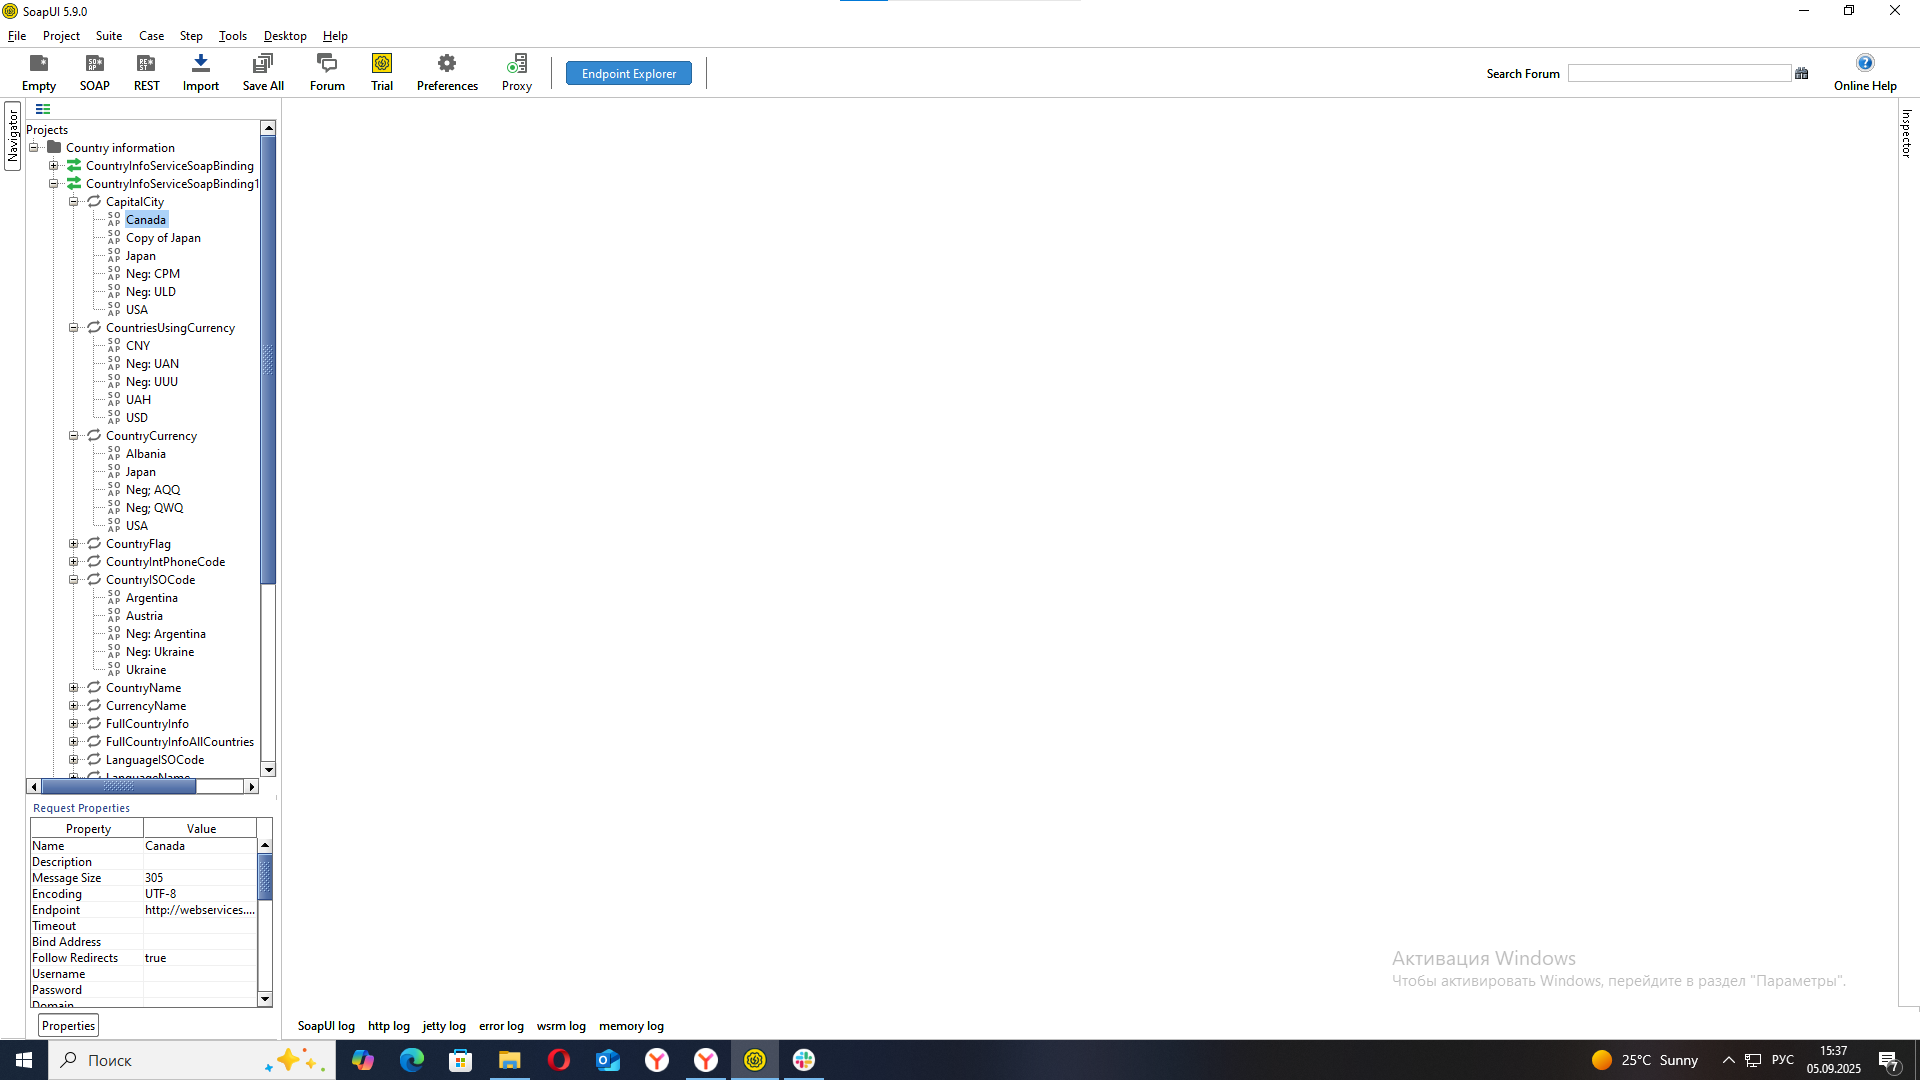 SoapUI 5.9.0
File Project Suite Case Step Tools Desktop Help
Empty SOAP REST Import Save All Forum Trial Preferences Proxy Endpoint Explorer Search Forum Online Help
Navigator
Inspector
Projects
Country information
CountryInfoServiceSoapBinding
CountryInfoServiceSoapBinding1
CapitalCity
Canada
Copy of Japan
Japan
Neg: CPM
Neg: ULD
USA
CountriesUsingCurrency
CNY
Neg: UAN
Neg: UUU
UAH
USD
CountryCurrency
Albania
Japan
Neg; AQQ
Neg; QWQ
USA
CountryFlag
CountryIntPhoneCode
CountryISOCode
Argentina
Austria
Neg: Argentina
Neg: Ukraine
Ukraine
CountryName
CurrencyName
FullCountryInfo
FullCountryInfoAllCountries
LanguageISOCode
LanguageName
Request Properties
Property Value
Name Canada
Description
Message Size 305
Encoding UTF-8
Endpoint http://webservices....
Timeout
Bind Address
Follow Redirects true
Username
Password
Domain
Properties
SoapUI log http log jetty log error log wsrm log memory log
Активация Windows
Чтобы активировать Windows, перейдите в раздел "Параметры".
Поиск
25°C Sunny
РУС
15:37
05.09.2025
7